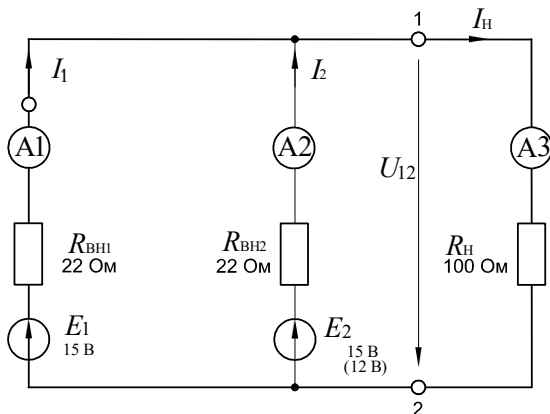 1
I₁
I₂
Iн
A1
A2
A3
U₁₂
Rвн1
22 Ом
Rвн2
22 Ом
Rн
100 Ом
E₁
15 В
E₂
15 В
(12 В)
2